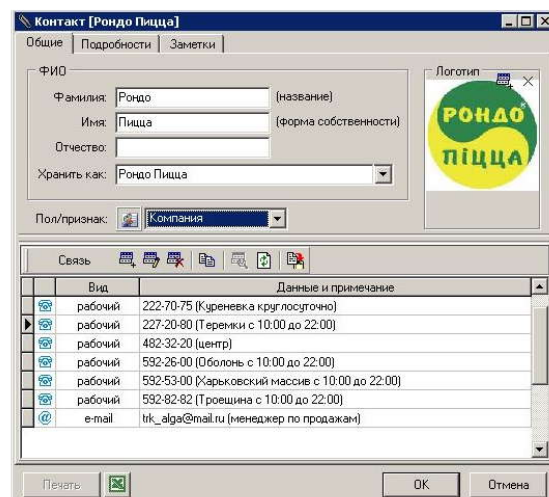 Контакт [Рондо Пицца]
Общие Подробности Заметки
ФИО
Фамилия: Рондо (название)
Имя: Пицца (форма собственности)
Отчество:
Хранить как: Рондо Пицца
Пол/признак: Компания
Логотип
РОНДО
ПІЦЦА
Связь
Вид Данные и примечание
рабочий 222-70-75 (Куреневка круглосуточно)
рабочий 227-20-80 (Теремки с 10:00 до 22:00)
рабочий 482-32-20 (центр)
рабочий 592-26-00 (Оболонь с 10:00 до 22:00)
рабочий 592-53-00 (Харьковский массив с 10:00 до 22:00)
рабочий 592-82-82 (Троещина с 10:00 до 22:00)
e-mail trk_alga@mail.ru (менеджер по продажам)
Печать OK Отмена